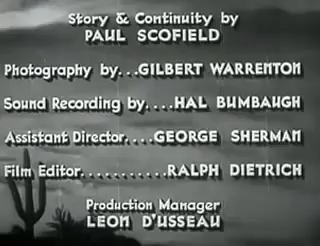 Story & Continuity by
PAUL SCOFIELD
Photography by...GILBERT WARRENTON
Sound Recording by....HAL BUMBAUGH
Assistant Director....GEORGE SHERMAN
Film Editor...........RALPH DIETRICH
Production Manager
LEON D'USSEAU